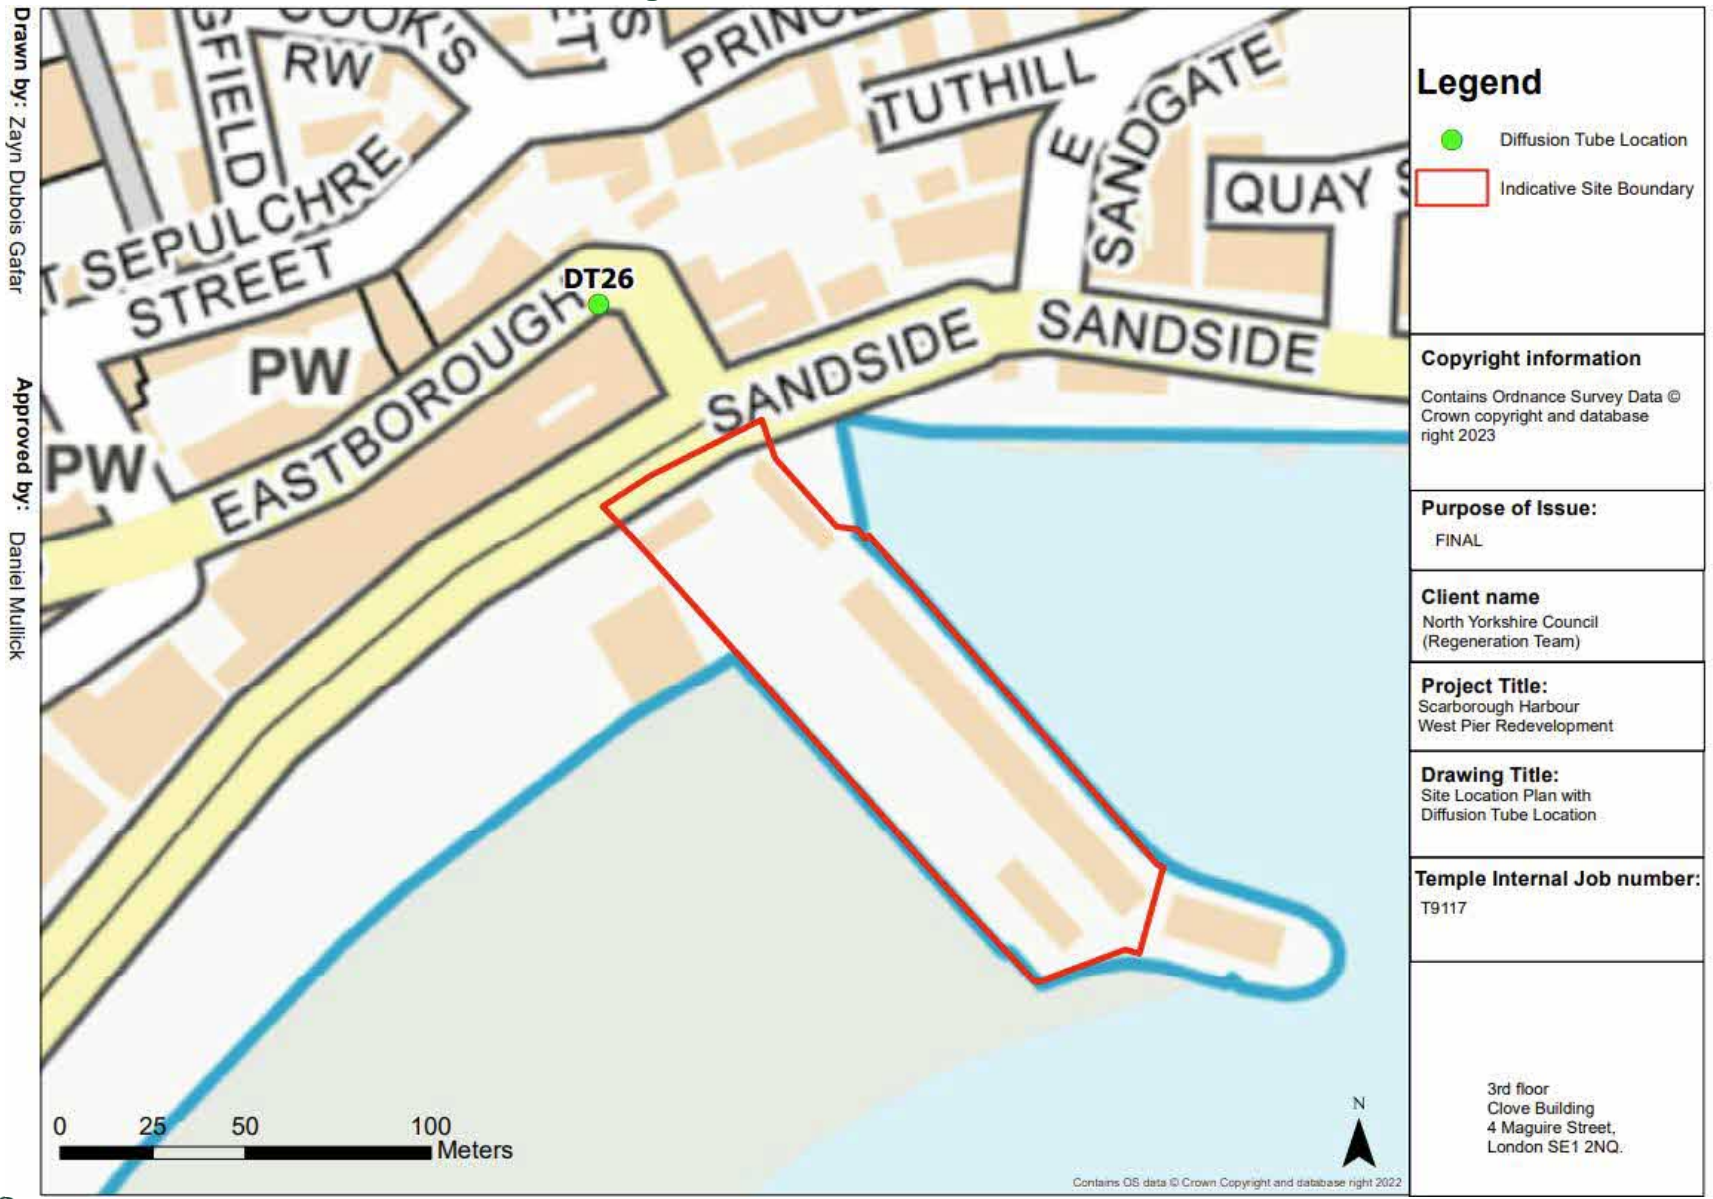 Drawn by: Zayn Dubois Gafar
Approved by: Daniel Mullick
GFIELD
COOK'S
RW
ET
S
PRINC
TUTHILL
E
SANDGATE
SANDGATE
QUAY S
T SEPULCHRE
STREET
DT26
PW
PW
EASTBOROUGH
SANDSIDE
SANDSIDE
0 25 50 100
Meters
N
Contains OS data © Crown Copyright and database right 2022
Legend
Diffusion Tube Location
Indicative Site Boundary
Copyright information
Contains Ordnance Survey Data ©
Crown copyright and database
right 2023
Purpose of Issue:
FINAL
Client name
North Yorkshire Council
(Regeneration Team)
Project Title:
Scarborough Harbour
West Pier Redevelopment
Drawing Title:
Site Location Plan with
Diffusion Tube Location
Temple Internal Job number:
T9117
3rd floor
Clove Building
4 Maguire Street,
London SE1 2NQ.